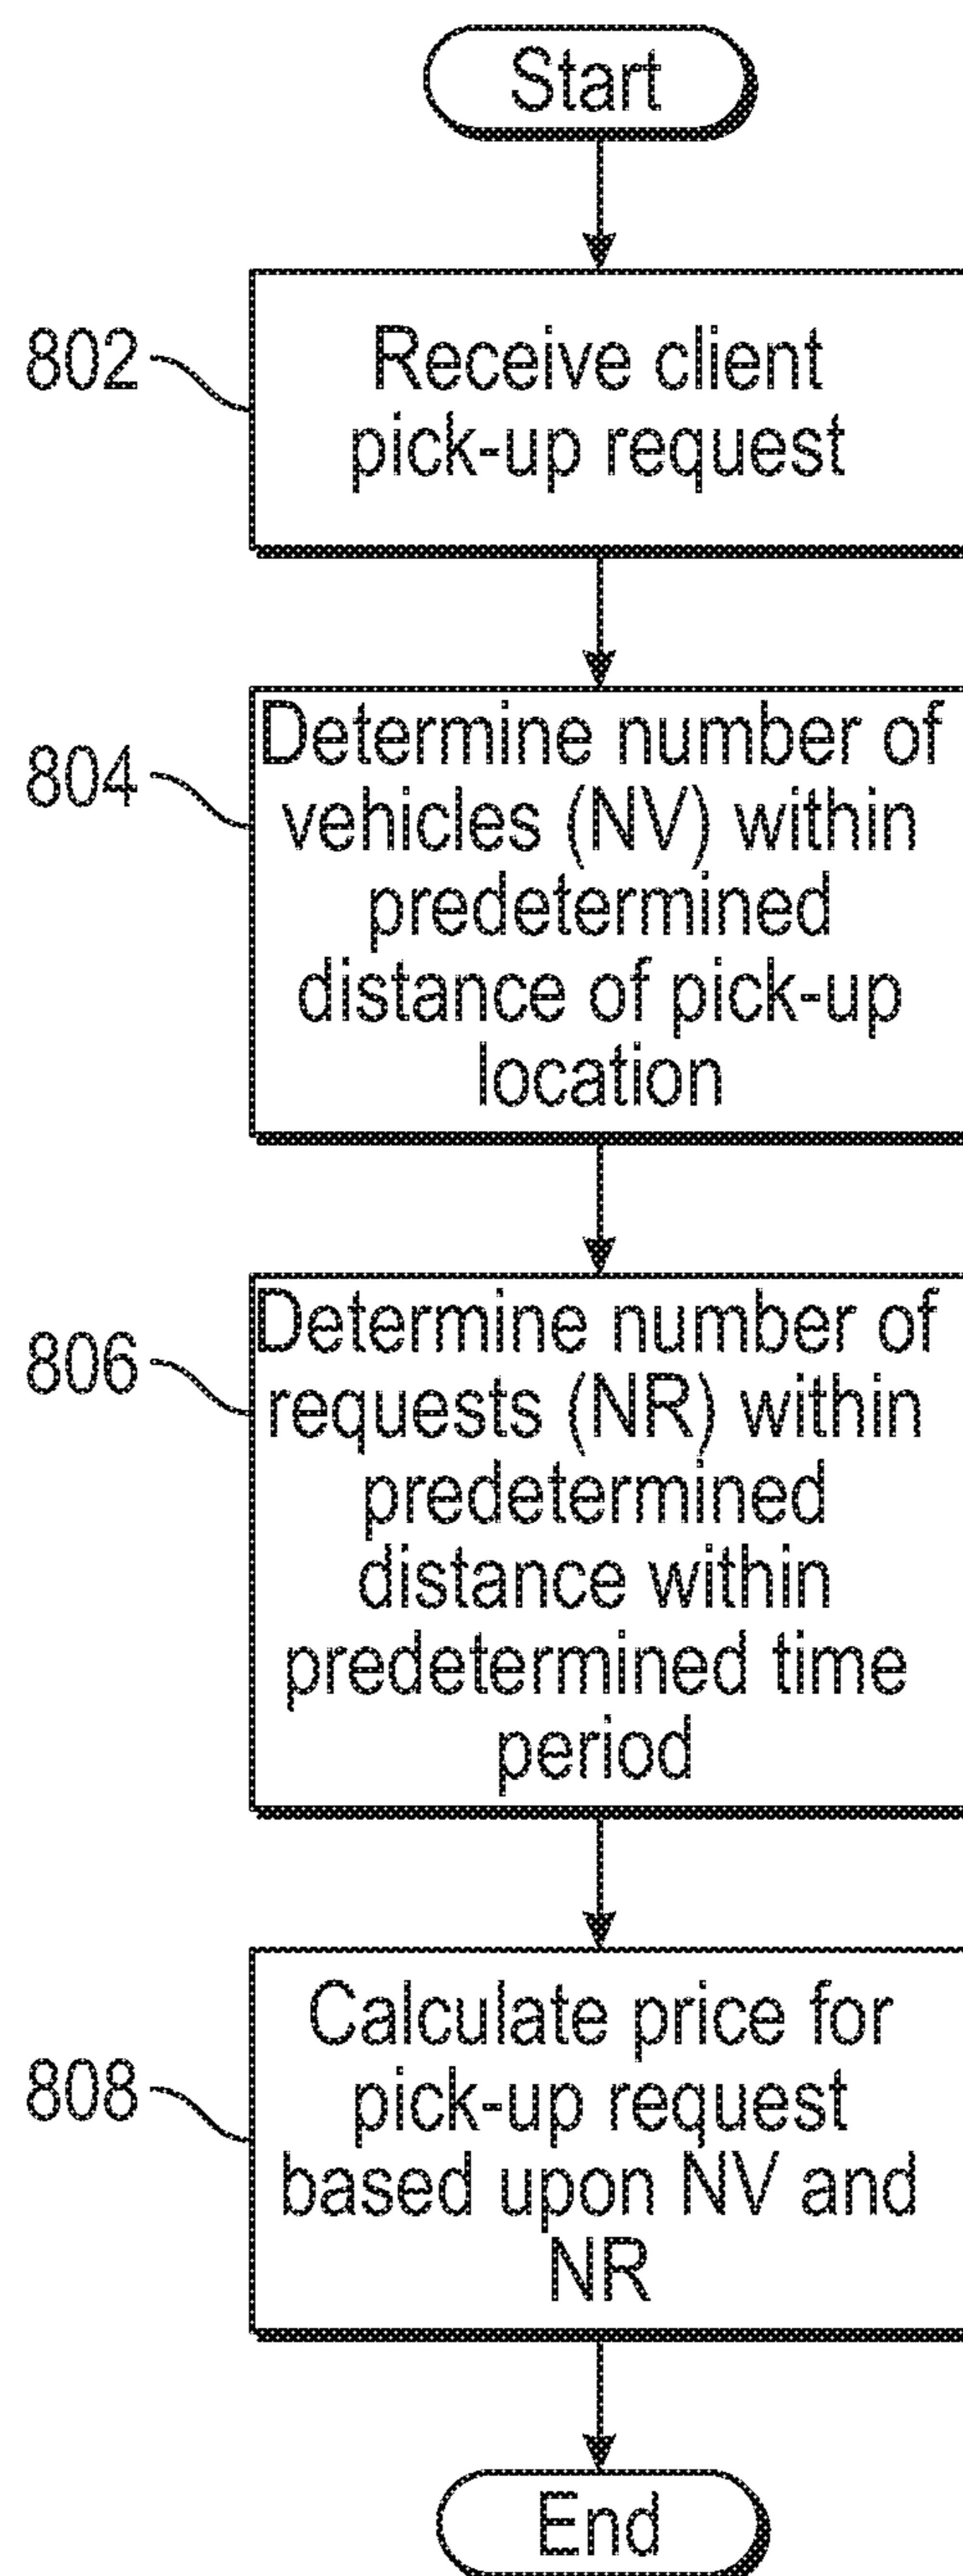 Start
802
Receive client
pick-up request
804
Determine number of
vehicles (NV) within
predetermined
distance of pick-up
location
806
Determine number of
requests (NR) within
predetermined
distance within
predetermined time
period
808
Calculate price for
pick-up request
based upon NV and
NR
End